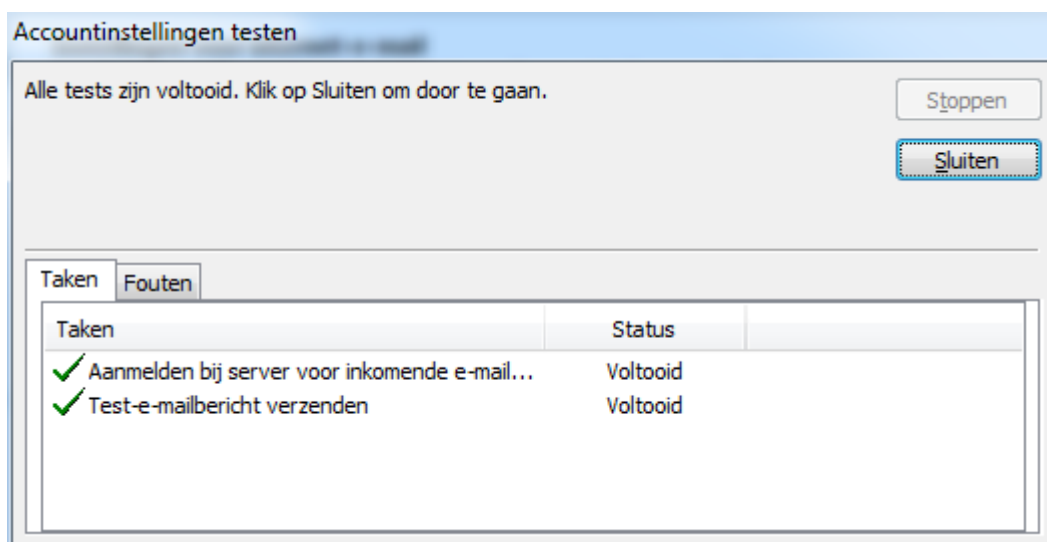 Accountinstellingen testen
Alle tests zijn voltooid. Klik op Sluiten om door te gaan.
Stoppen
Sluiten
Taken Fouten
Taken Status
Aanmelden bij server voor inkomende e-mail... Voltooid
Test-e-mailbericht verzenden Voltooid